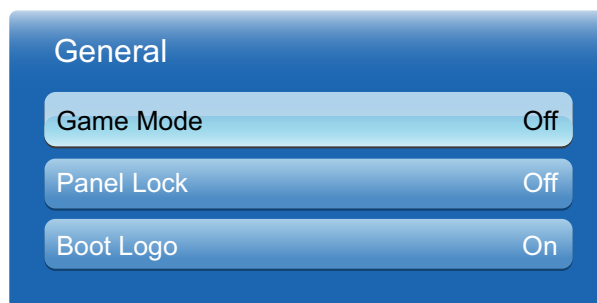 General
Game Mode Off
Panel Lock Off
Boot Logo On